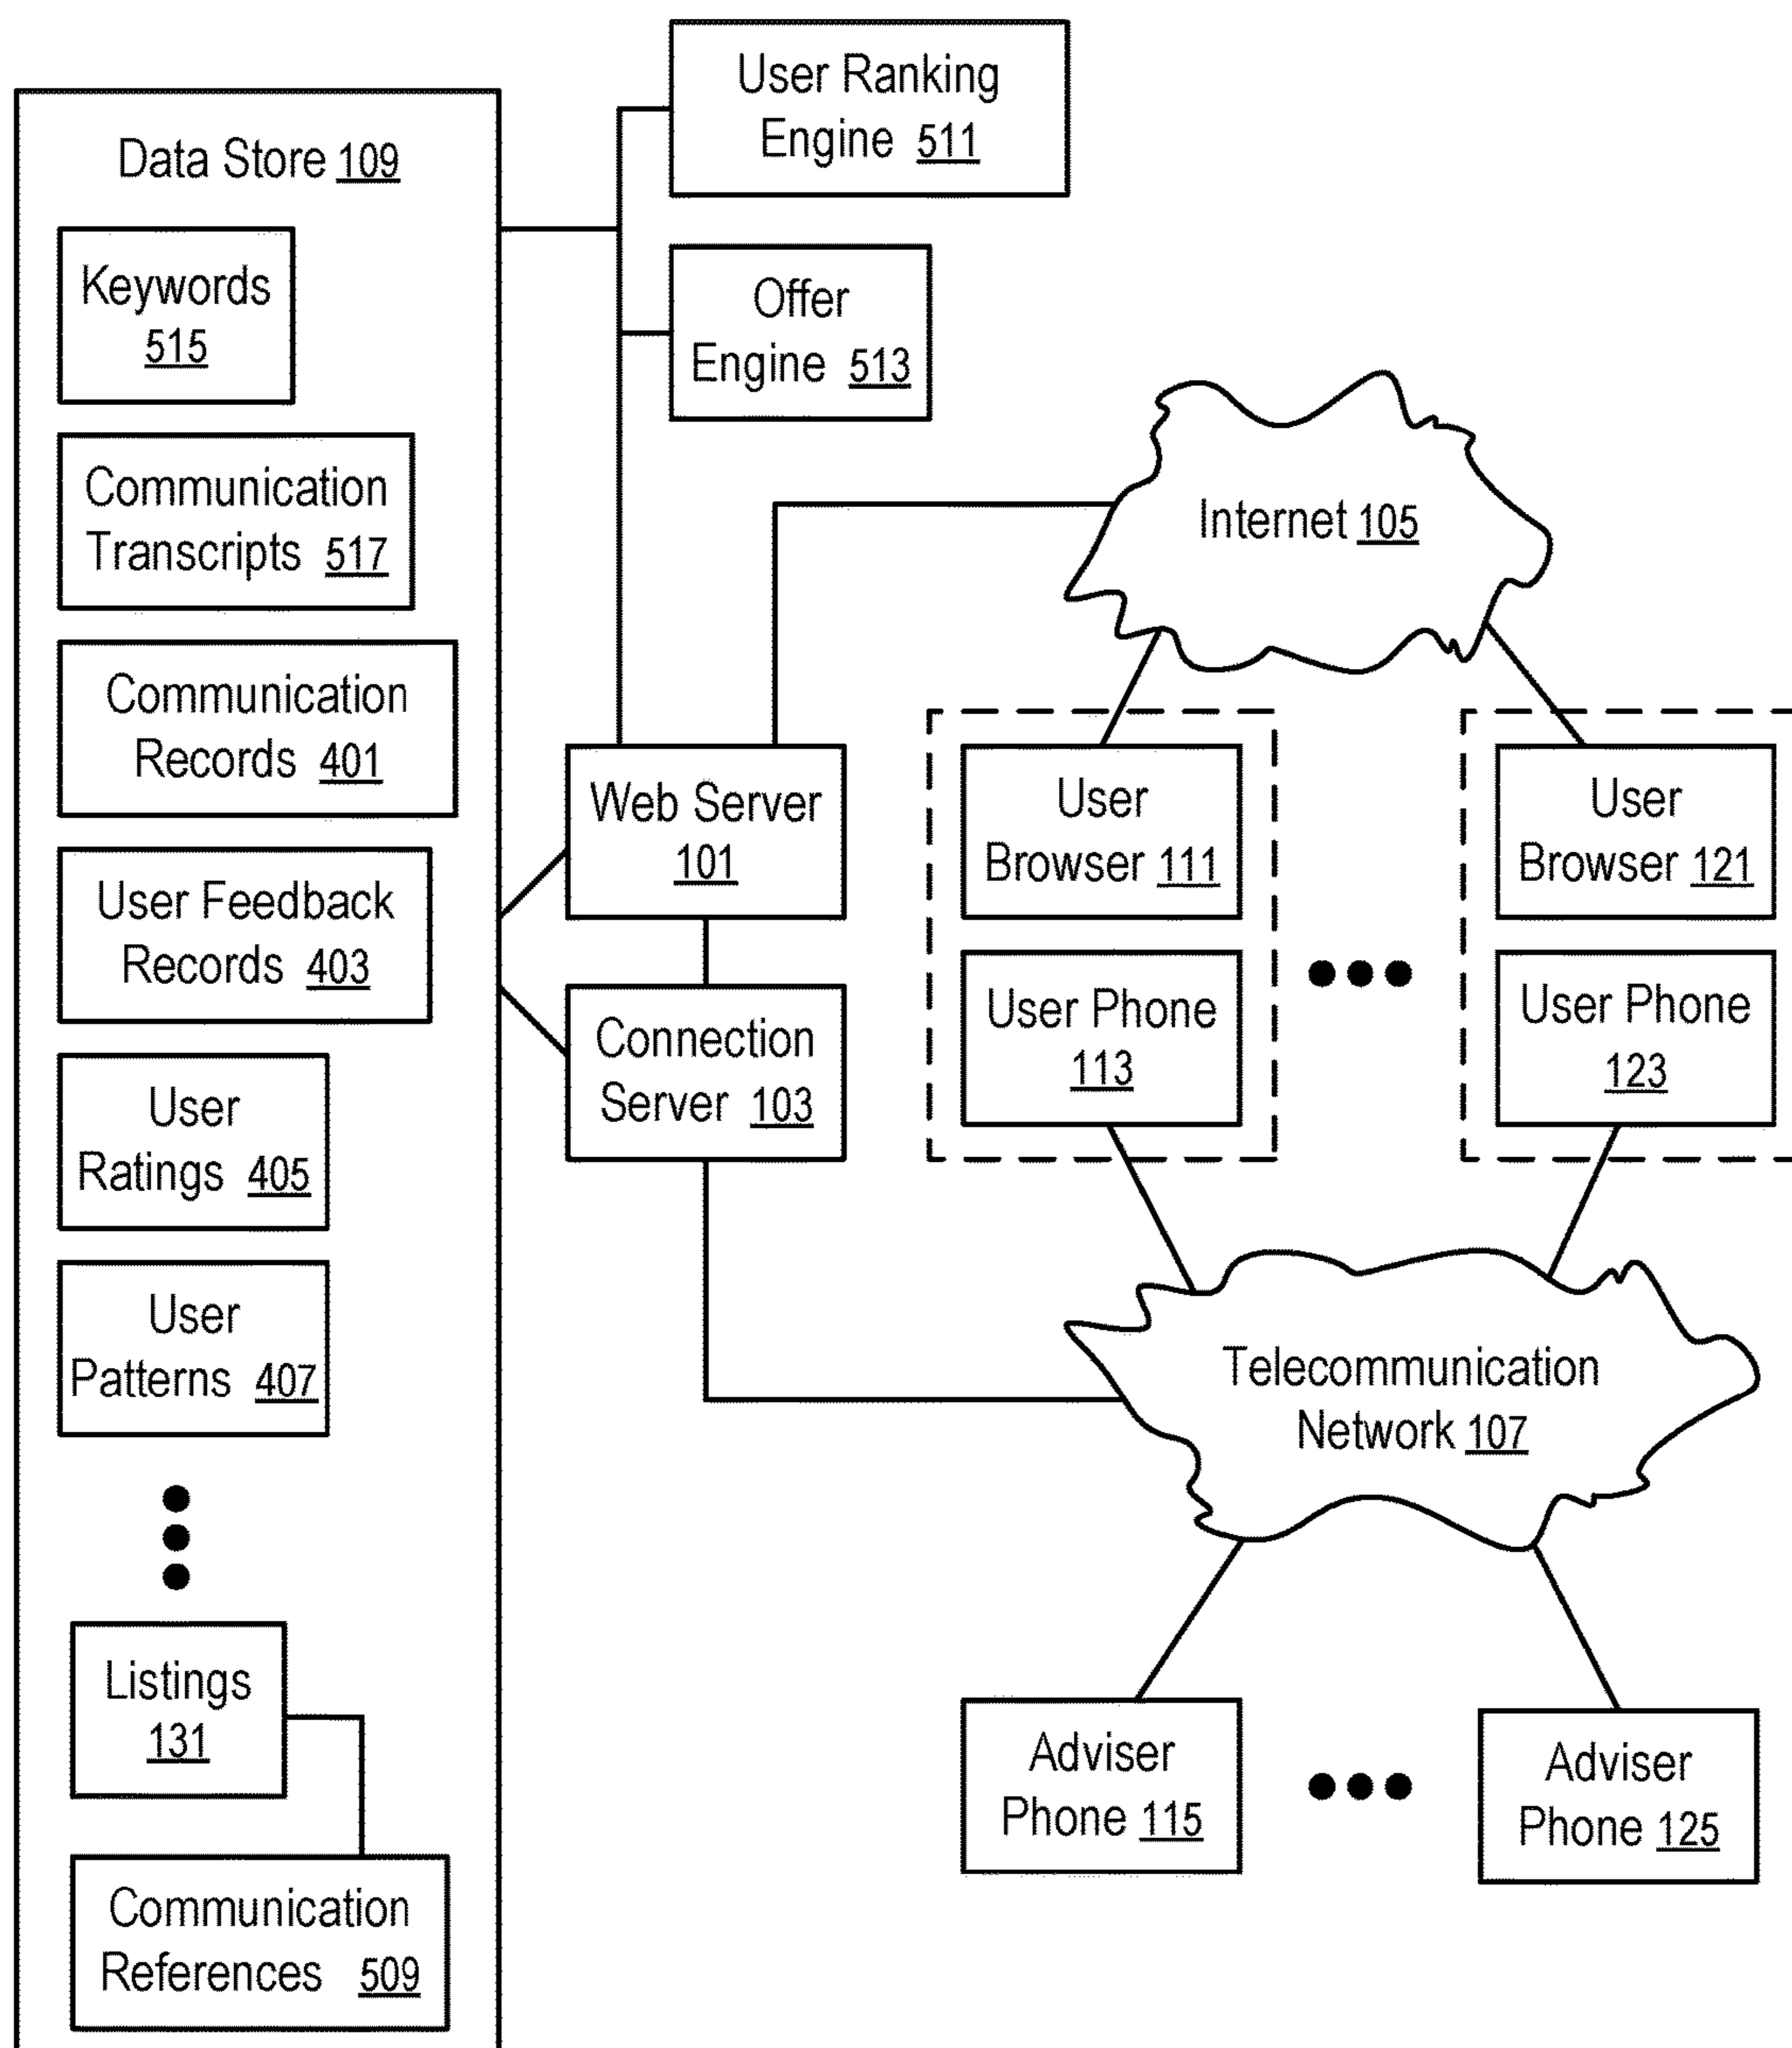 Data Store 109
Keywords
515
Communication
Transcripts 517
Communication
Records 401
User Feedback
Records 403
User
Ratings 405
User
Patterns 407
Listings
131
Communication
References 509
User Ranking
Engine 511
Offer
Engine 513
Web Server
101
Connection
Server 103
Internet 105
User
Browser 111
User Phone
113
User
Browser 121
User Phone
123
Telecommunication
Network 107
Adviser
Phone 115
Adviser
Phone 125